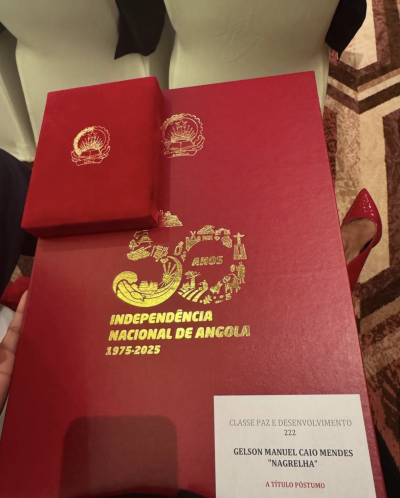 50
ANOS
INDEPENDÊNCIA
NACIONAL DE ANGOLA
1975-2025
CLASSE PAZ E DESENVOLVIMENTO
222
GELSON MANUEL CAIO MENDES
"NAGRELHA"
A TÍTULO PÓSTUMO